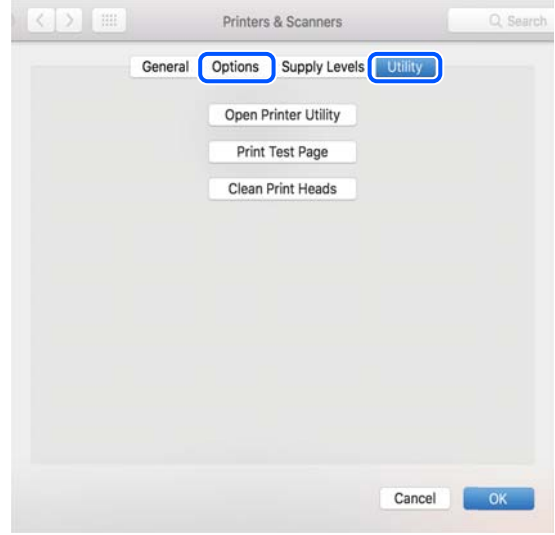 Printers & Scanners Search
General Options Supply Levels Utility
Open Printer Utility
Print Test Page
Clean Print Heads
Cancel OK